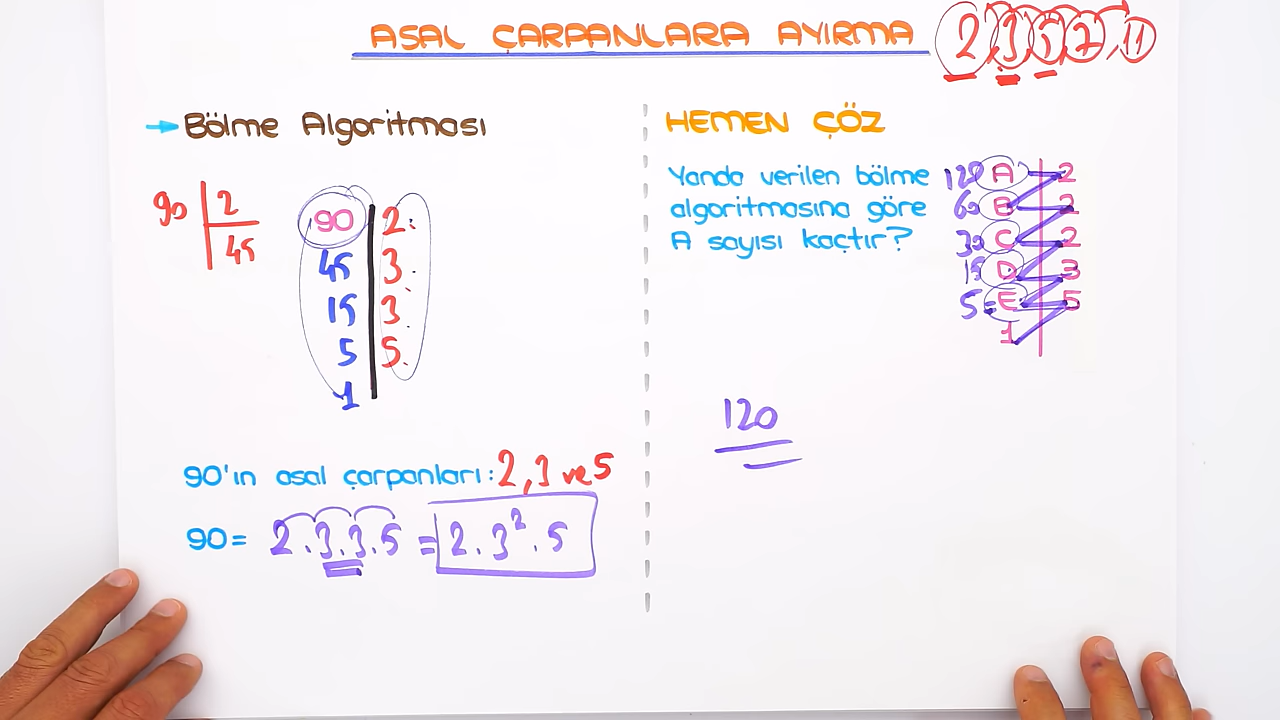 ASAL ÇARPANLARA AYIRMA
2 3 5 7 11
→ Bölme Algoritması
90 | 2
45
90 | 2
45 | 3
15 | 3
5 | 5
1
90'ın asal çarpanları: 2, 3 ve 5
90 = 2.3.3.5 = 2.3².5
HEMEN ÇÖZ
Yanda verilen bölme
algoritmasına göre
A sayısı kaçtır?
120 A | 2
60 B | 2
30 C | 2
15 D | 3
5 = E | 5
1
120